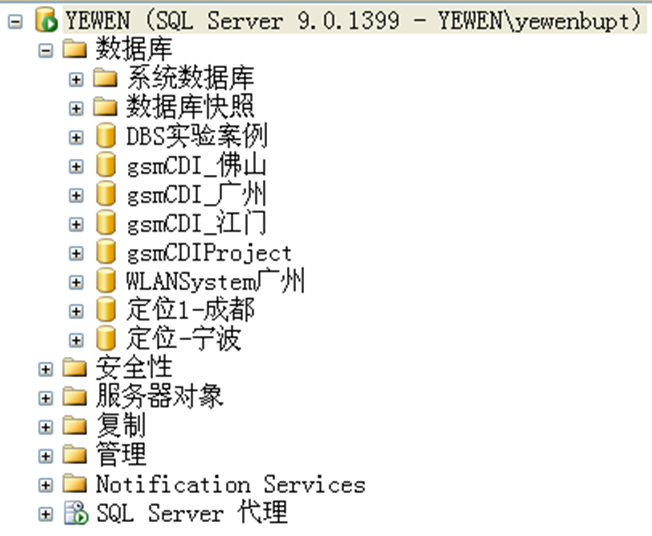 YEWEN (SQL Server 9.0.1399 - YEWEN\yewenbupt)
数据库
系统数据库
数据库快照
DBS实验案例
gsmCDI_佛山
gsmCDI_广州
gsmCDI_江门
gsmCDIProject
WLANSystem广州
定位1-成都
定位-宁波
安全性
服务器对象
复制
管理
Notification Services
SQL Server 代理